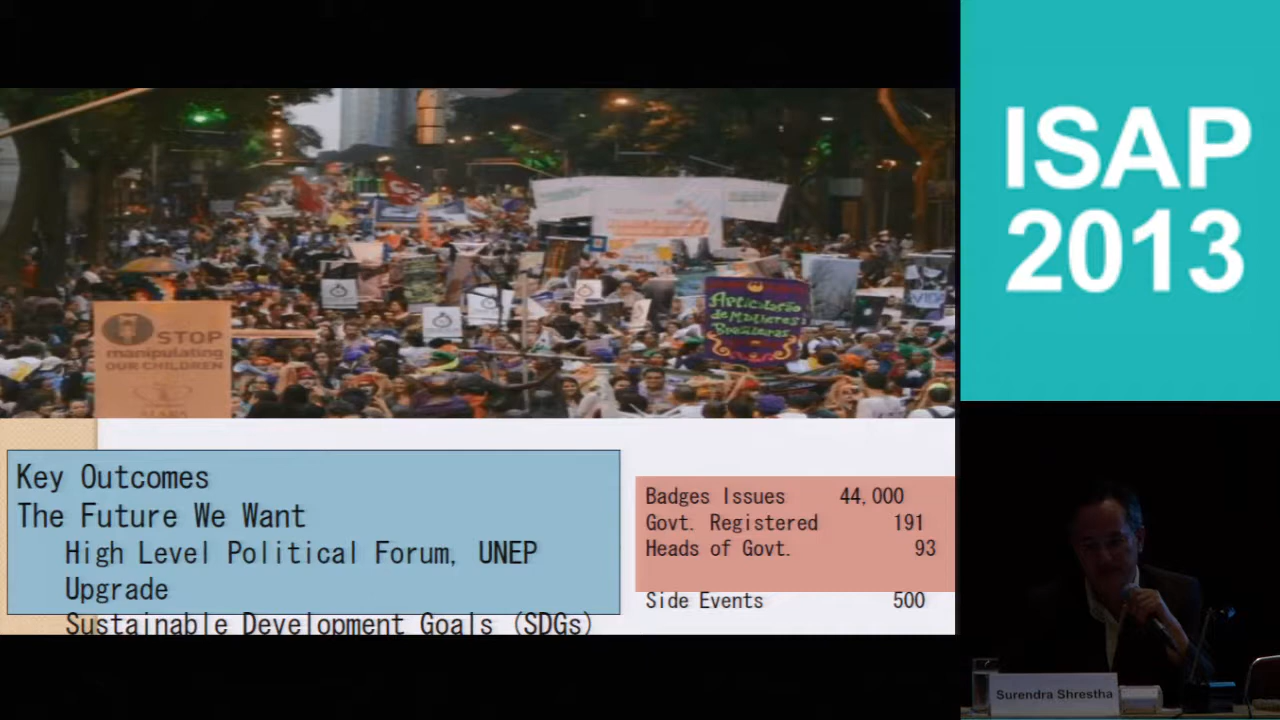 ISAP
2013
STOP
manipulating
OUR CHILDREN
Articulação
de Mulheres
Brasileiras
Key Outcomes
The Future We Want
High Level Political Forum, UNEP
Upgrade
Sustainable Development Goals (SDGs)
Badges Issues 44,000
Govt. Registered 191
Heads of Govt. 93
Side Events 500
Surendra Shrestha